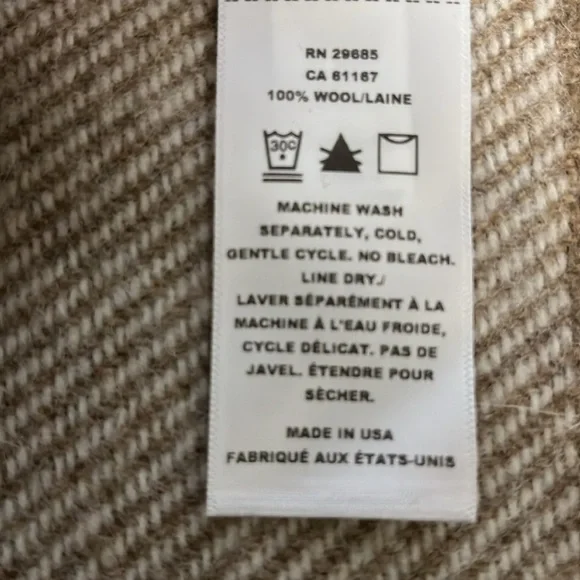 RN 29685
CA 61167
100% WOOL/LAINE
30C
MACHINE WASH
SEPARATELY, COLD,
GENTLE CYCLE. NO BLEACH.
LINE DRY./
LAVER SÉPARÉMENT À LA
MACHINE À L'EAU FROIDE,
CYCLE DÉLICAT. PAS DE
JAVEL. ÉTENDRE POUR
SÈCHER.
MADE IN USA
FABRIQUÉ AUX ÉTATS-UNIS